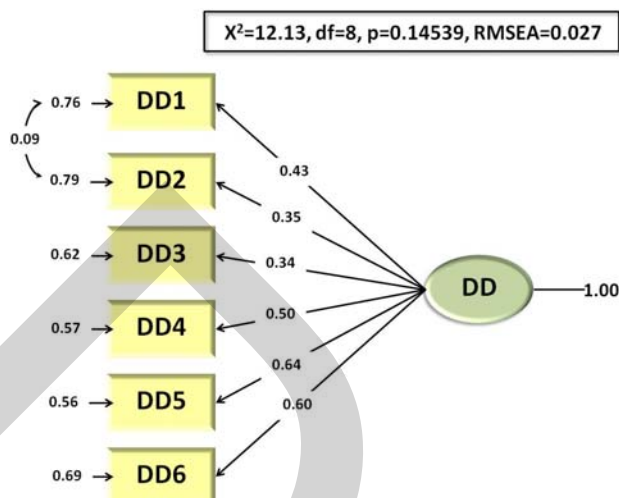 X²=12.13, df=8, p=0.14539, RMSEA=0.027
0.76
DD1
0.09
0.43
0.79
DD2
0.35
0.62
DD3
0.34
DD
1.00
0.57
DD4
0.50
0.56
DD5
0.64
0.60
0.69
DD6